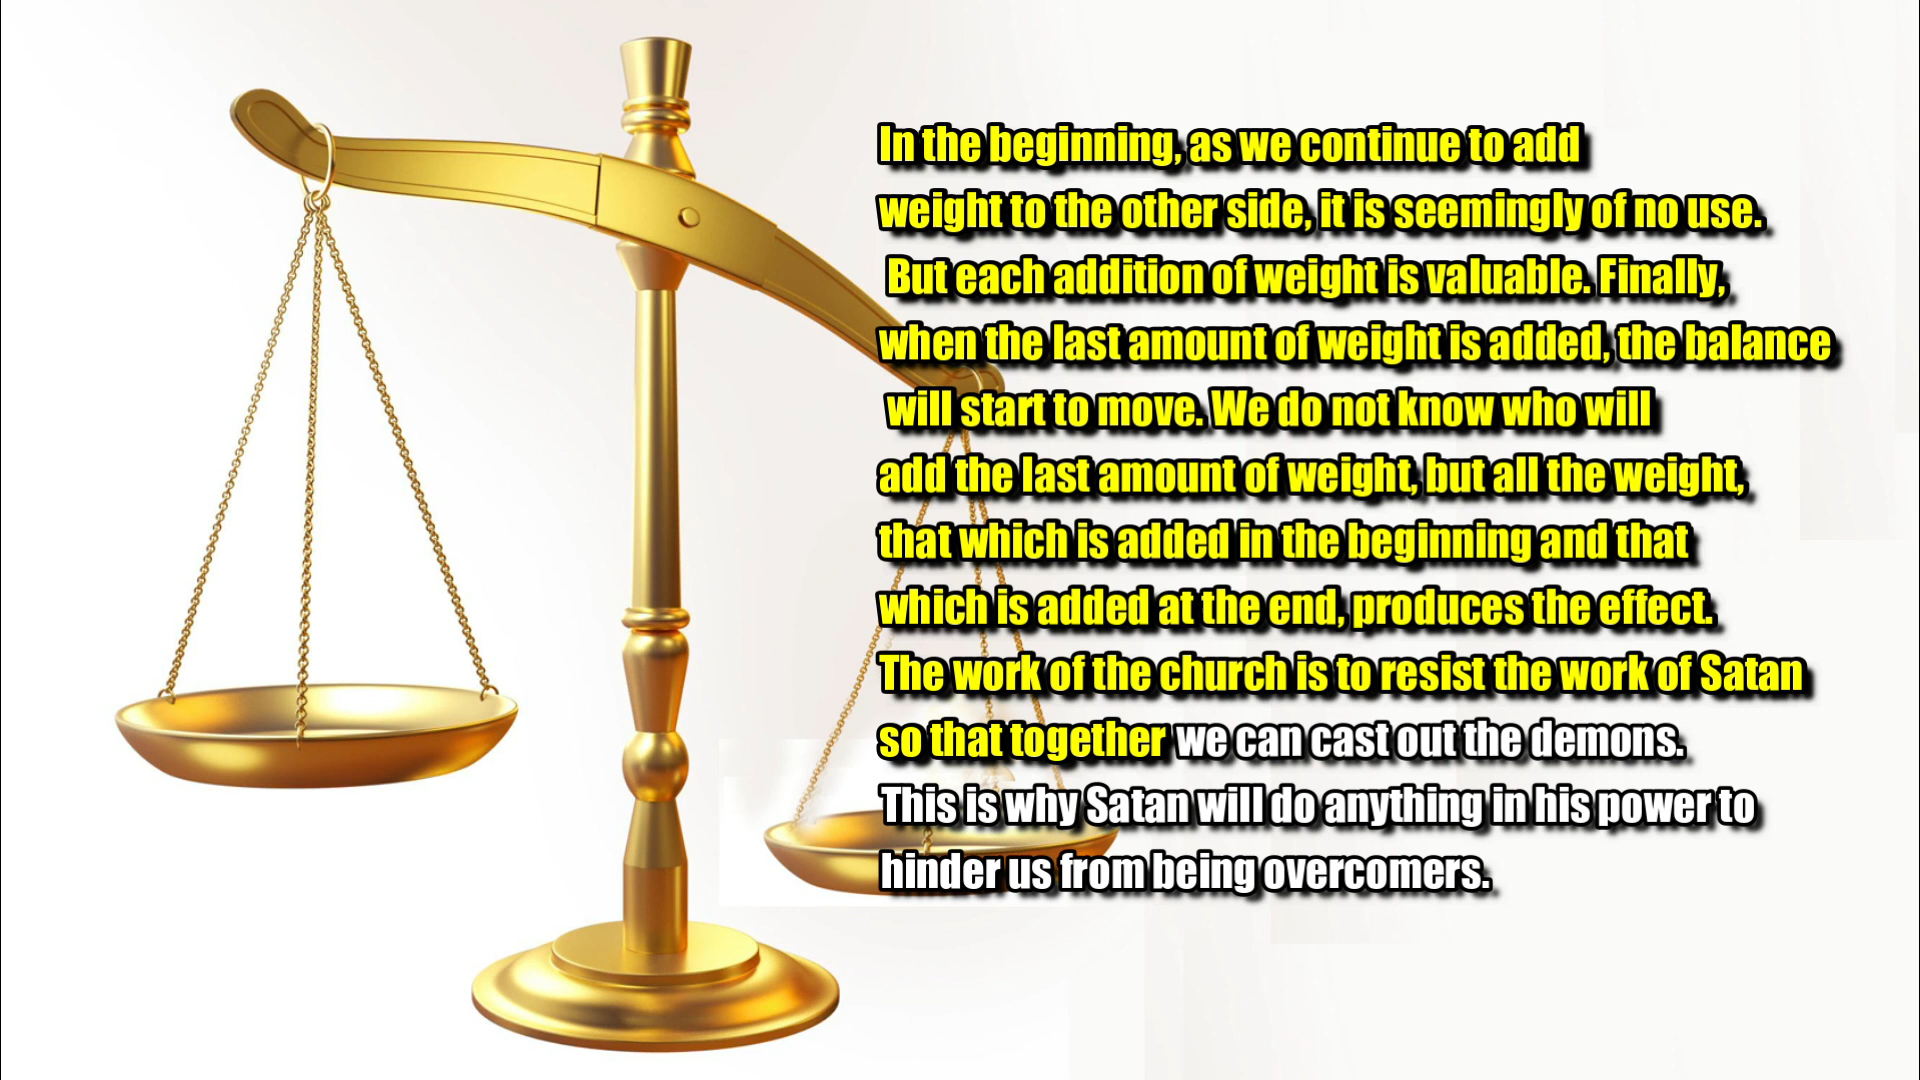 In the beginning, as we continue to add
weight to the other side, it is seemingly of no use.
But each addition of weight is valuable. Finally,
when the last amount of weight is added, the balance
will start to move. We do not know who will
add the last amount of weight, but all the weight,
that which is added in the beginning and that
which is added at the end, produces the effect.
The work of the church is to resist the work of Satan
so that together we can cast out the demons.
This is why Satan will do anything in his power to
hinder us from being overcomers.